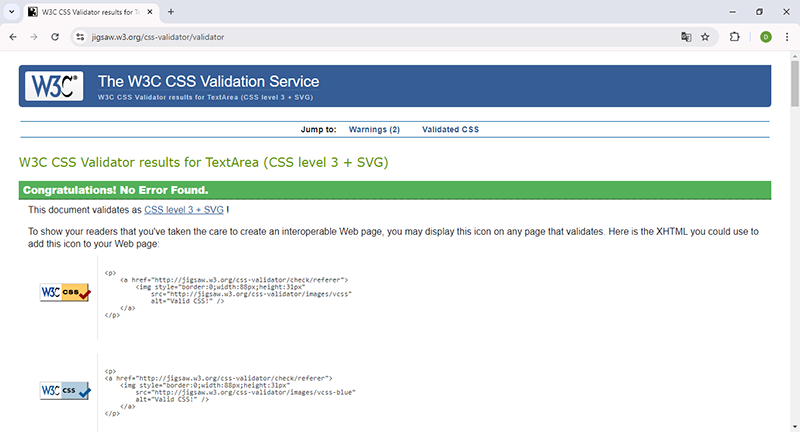 W3C CSS Validator results for Te
jigsaw.w3.org/css-validator/validator
D
W3C®
The W3C CSS Validation Service
W3C CSS Validator results for TextArea (CSS level 3 + SVG)
Jump to: Warnings (2) Validated CSS
W3C CSS Validator results for TextArea (CSS level 3 + SVG)
Congratulations! No Error Found.
This document validates as CSS level 3 + SVG !
To show your readers that you've taken the care to create an interoperable Web page, you may display this icon on any page that validates. Here is the XHTML you could use to
add this icon to your Web page:
W3C css
<p>
<a href="http://jigsaw.w3.org/css-validator/check/referer">
<img style="border:0;width:88px;height:31px"
src="http://jigsaw.w3.org/css-validator/images/vcss"
alt="Valid CSS!" />
</a>
</p>
W3C css
<p>
<a href="http://jigsaw.w3.org/css-validator/check/referer">
<img style="border:0;width:88px;height:31px"
src="http://jigsaw.w3.org/css-validator/images/vcss-blue"
alt="Valid CSS!" />
</a>
</p>